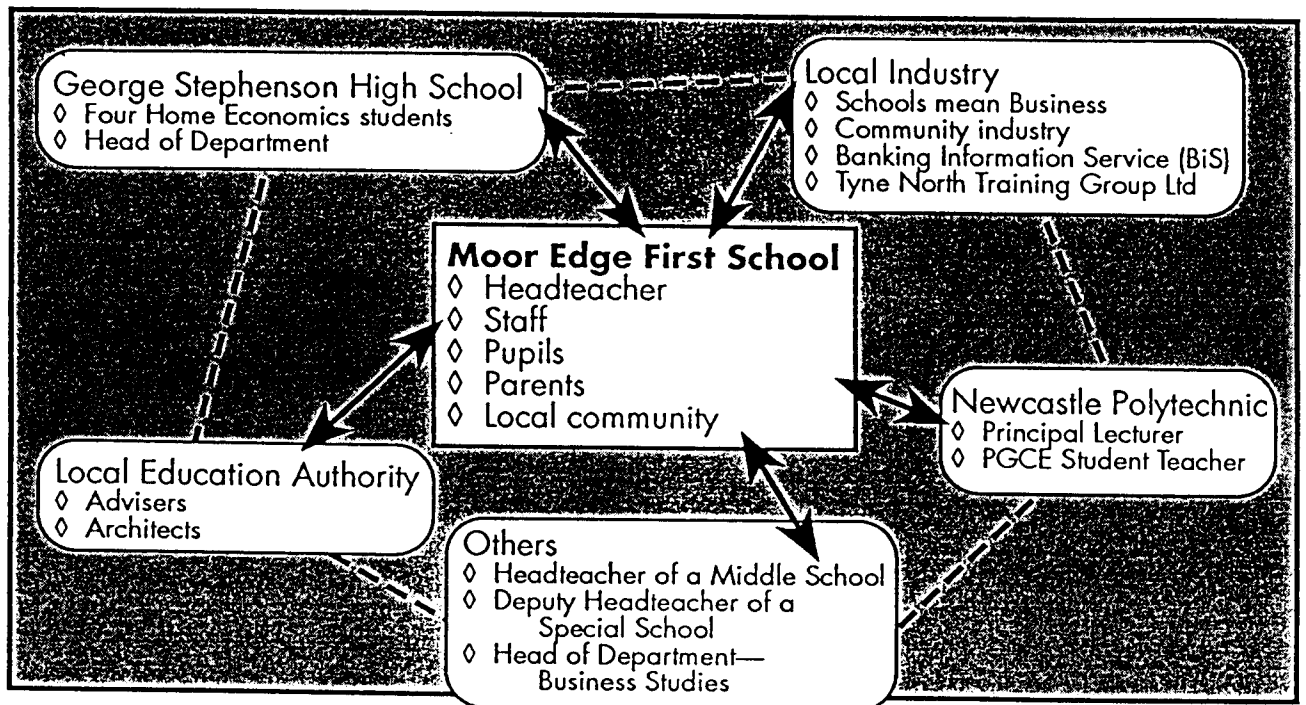 George Stephenson High School
◊ Four Home Economics students
◊ Head of Department
Local Industry
◊ Schools mean Business
◊ Community industry
◊ Banking Information Service (BiS)
◊ Tyne North Training Group Ltd
Moor Edge First School
◊ Headteacher
◊ Staff
◊ Pupils
◊ Parents
◊ Local community
Newcastle Polytechnic
◊ Principal Lecturer
◊ PGCE Student Teacher
Local Education Authority
◊ Advisers
◊ Architects
Others
◊ Headteacher of a Middle School
◊ Deputy Headteacher of a
Special School
◊ Head of Department—
Business Studies